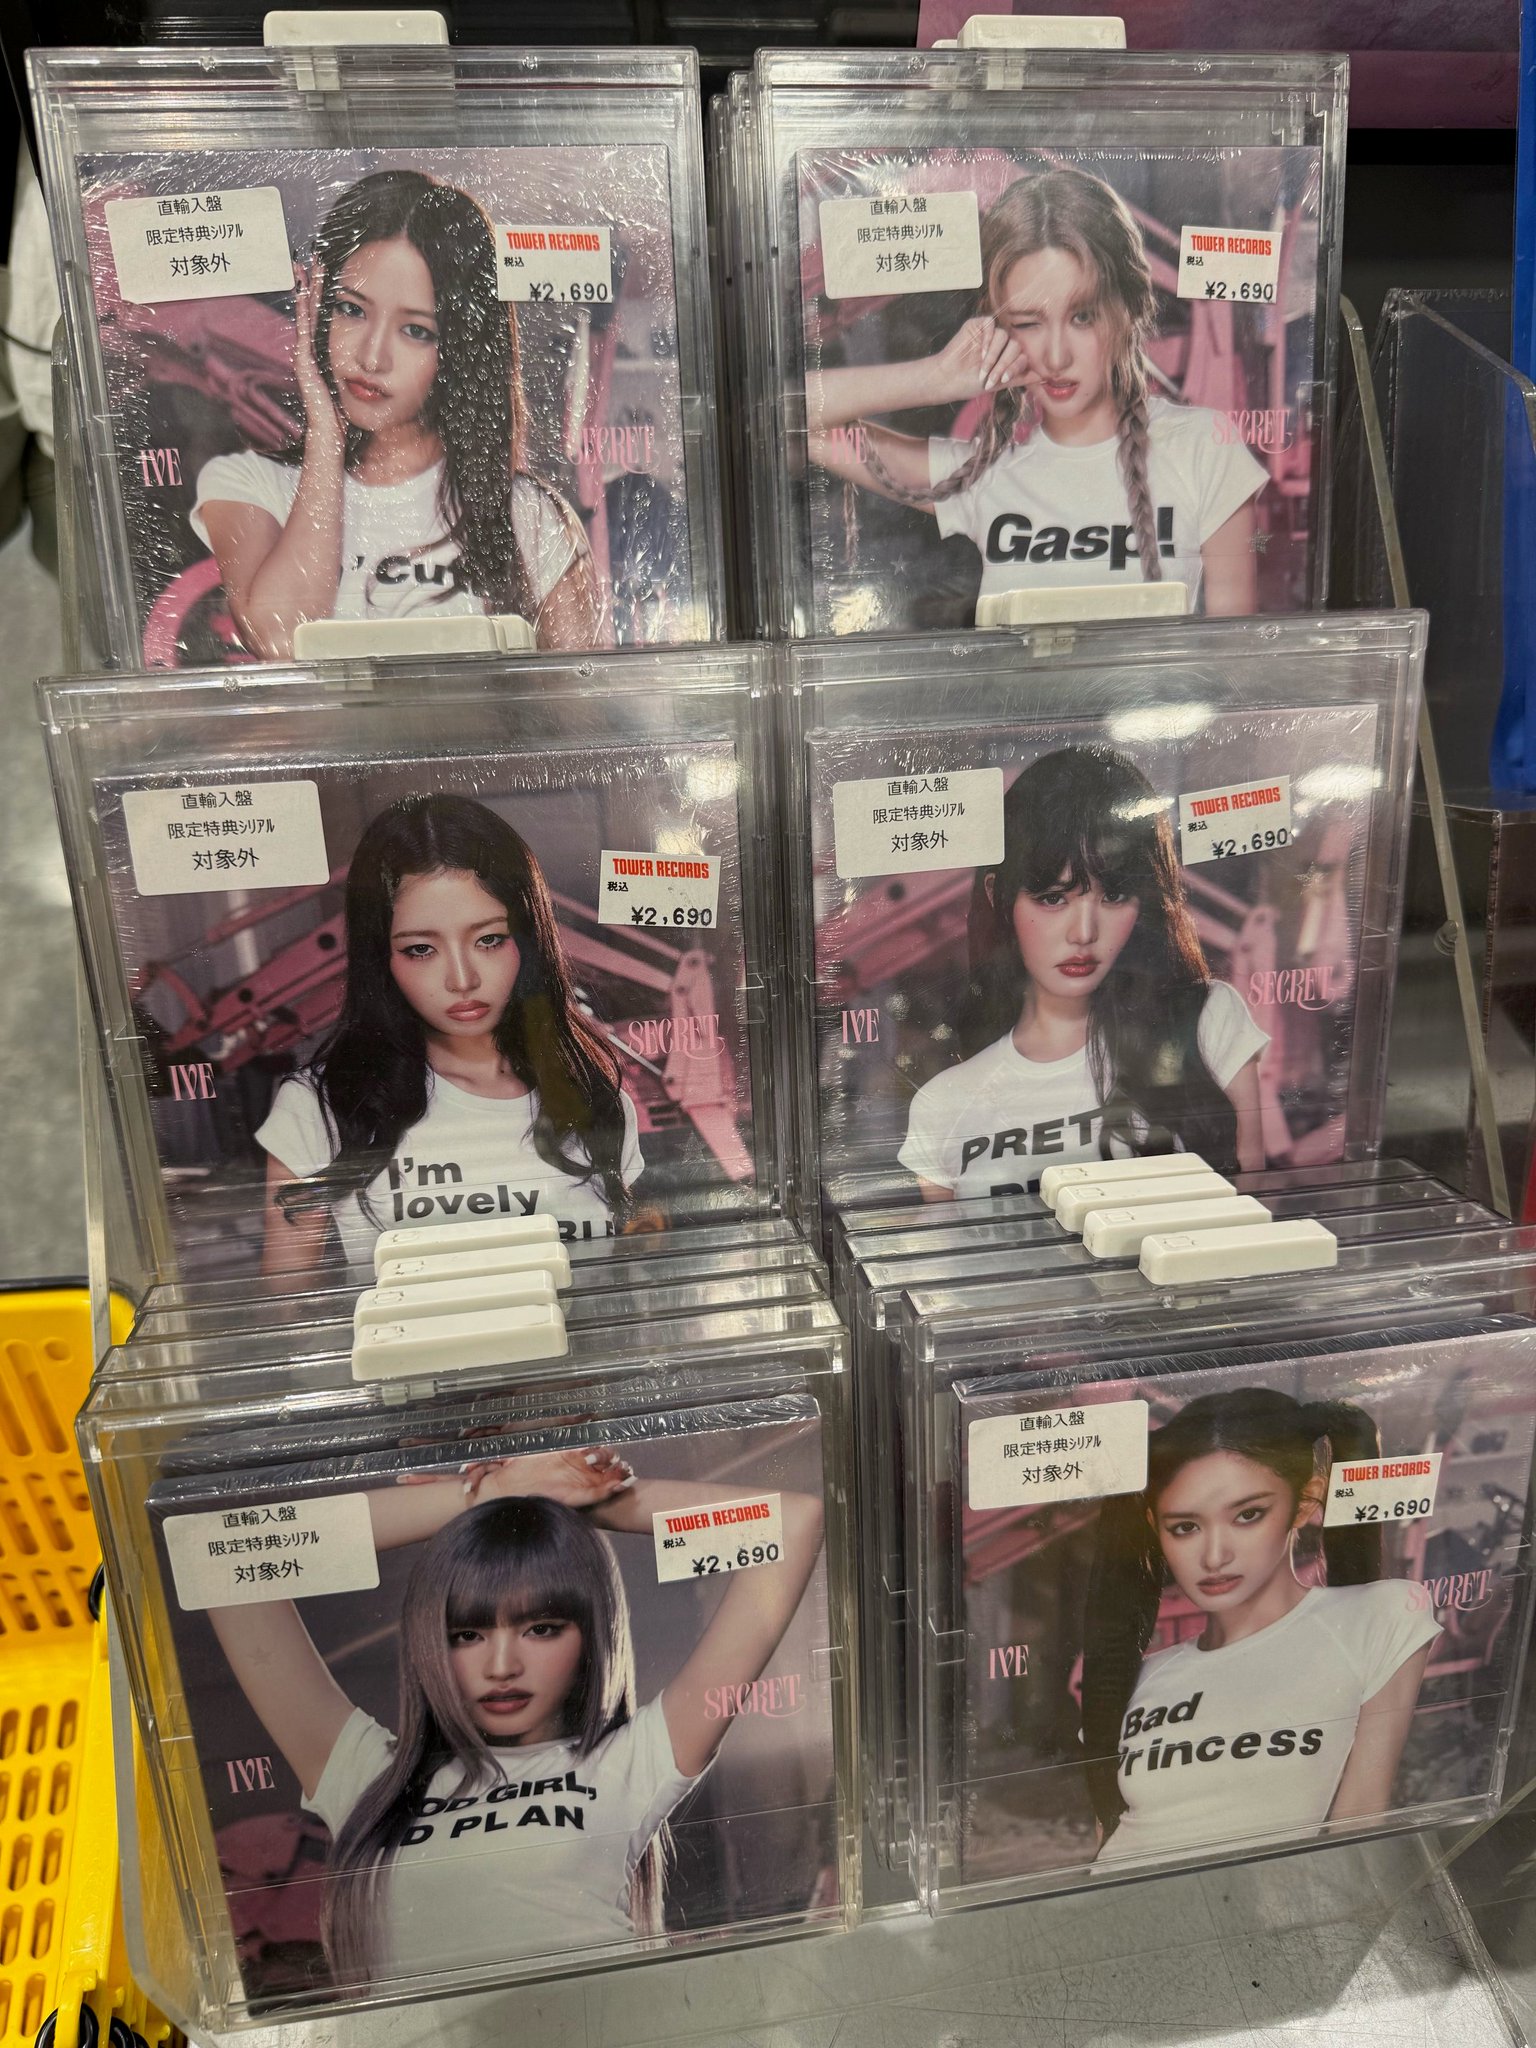 直輸入盤
限定特典ｼﾘｱﾙ
対象外
TOWER RECORDS
税込
¥2,690
IVE
SECRET
直輸入盤
限定特典ｼﾘｱﾙ
対象外
TOWER RECORDS
税込
¥2,690
IVE
SECRET
Gasp!
直輸入盤
限定特典ｼﾘｱﾙ
対象外
TOWER RECORDS
税込
¥2,690
IVE
SECRET
I'm
lovely
直輸入盤
限定特典ｼﾘｱﾙ
対象外
TOWER RECORDS
税込
¥2,690
IVE
SECRET
直輸入盤
限定特典ｼﾘｱﾙ
対象外
TOWER RECORDS
税込
¥2,690
IVE
SECRET
GIRL,
PLAN
直輸入盤
限定特典ｼﾘｱﾙ
対象外
TOWER RECORDS
税込
¥2,690
IVE
SECRET
Bad
Princess